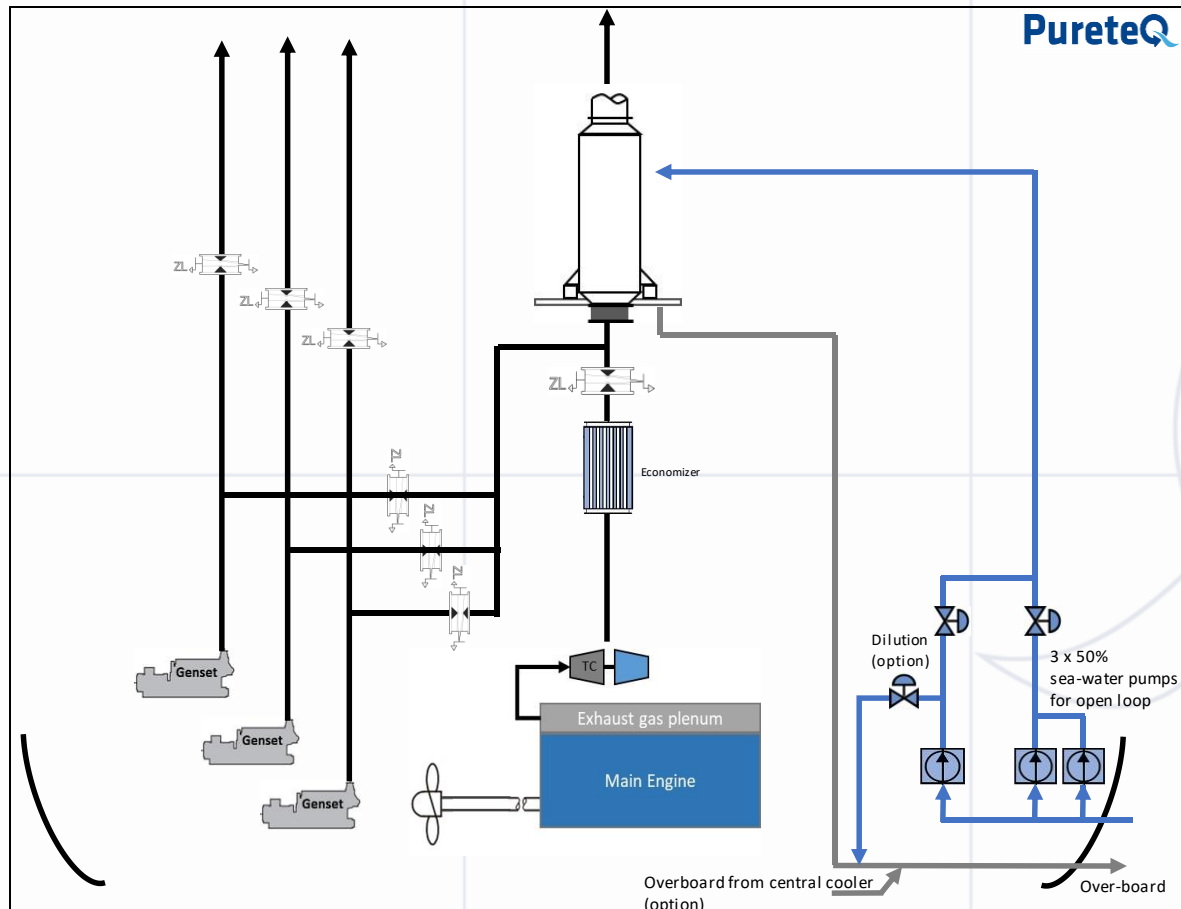 PureteQ
ZL
ZL
ZL
ZL
Economizer
ZL
ZL
ZL
Dilution
(option)
3 x 50%
sea-water pumps
for open loop
Genset
TC
Exhaust gas plenum
Genset
Main Engine
Genset
Overboard from central cooler
(option)
Over-board